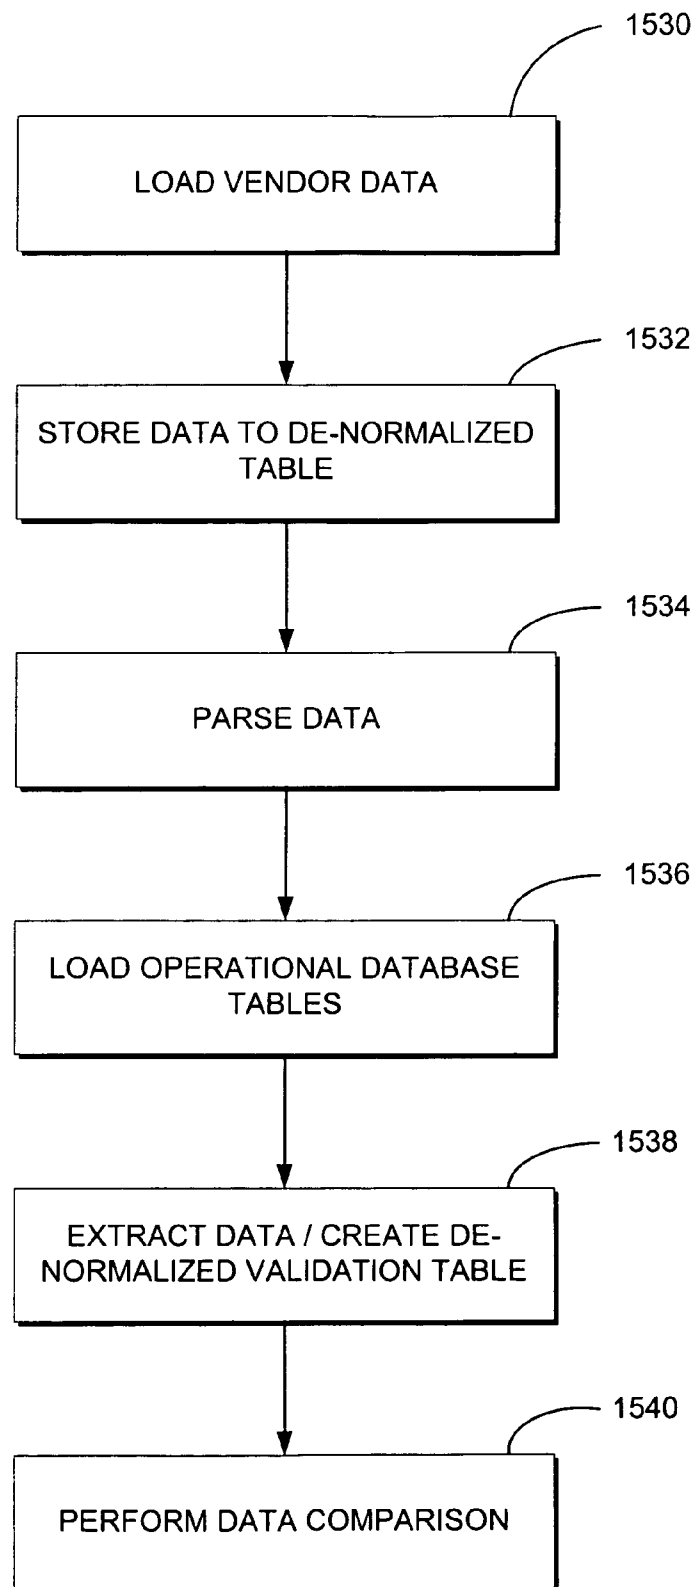 1530
LOAD VENDOR DATA
1532
STORE DATA TO DE-NORMALIZED
TABLE
1534
PARSE DATA
1536
LOAD OPERATIONAL DATABASE
TABLES
1538
EXTRACT DATA / CREATE DE-
NORMALIZED VALIDATION TABLE
1540
PERFORM DATA COMPARISON